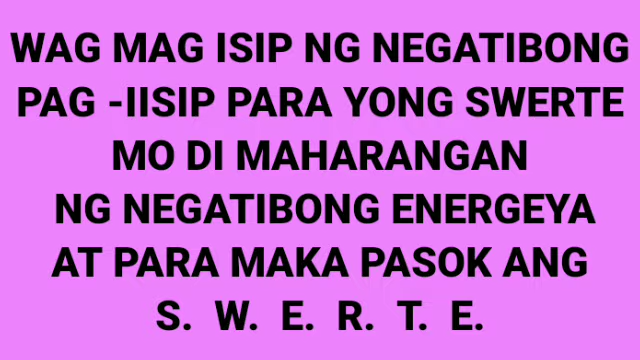 WAG MAG ISIP NG NEGATIBONG
PAG -IISIP PARA YONG SWERTE
MO DI MAHARANGAN
NG NEGATIBONG ENERGEYA
AT PARA MAKA PASOK ANG
S. W. E. R. T. E.